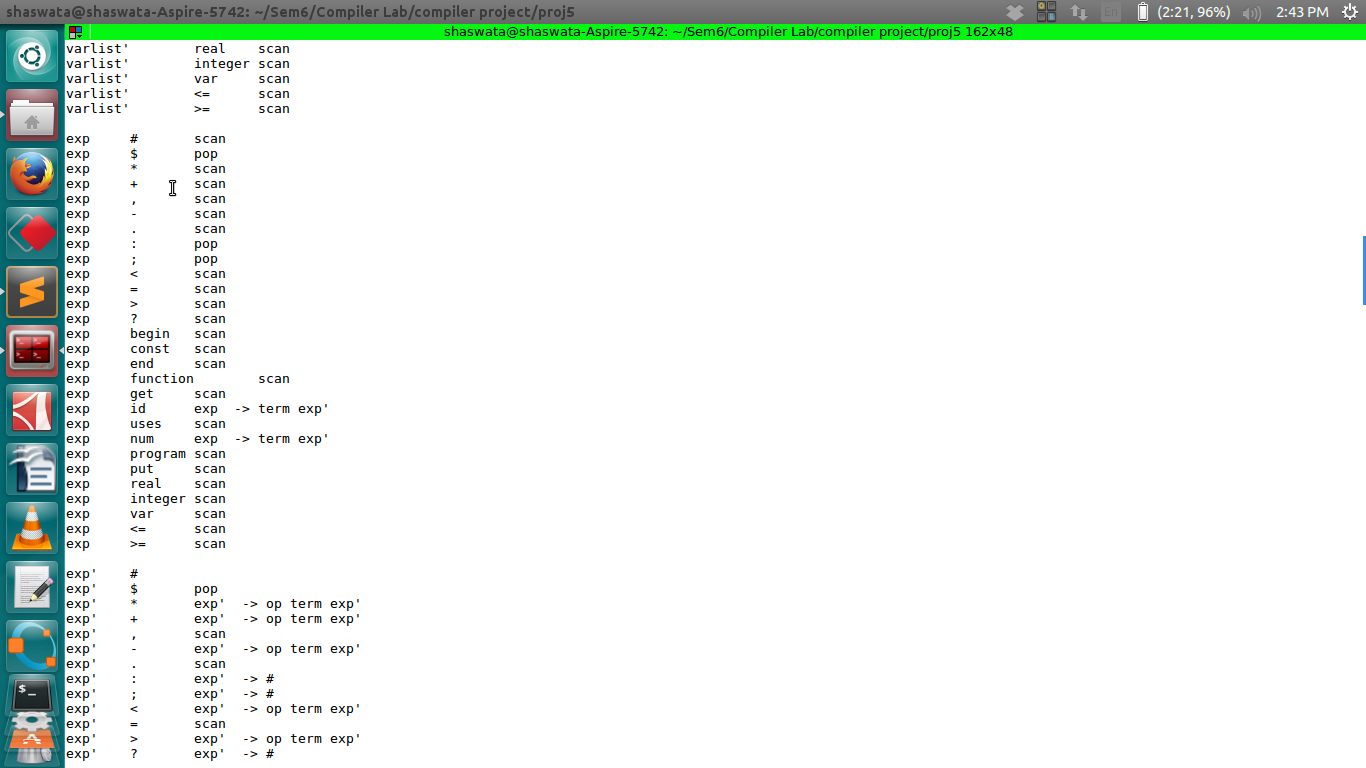 shaswata@shaswata-Aspire-5742: ~/Sem6/Compiler Lab/compiler project/proj5 En (2:21, 96%) 2:43 PM
shaswata@shaswata-Aspire-5742: ~/Sem6/Compiler Lab/compiler project/proj5 162x48
varlist' real scan
varlist' integer scan
varlist' var scan
varlist' <= scan
varlist' >= scan
exp # scan
exp $ pop
exp * scan
exp + scan
exp , scan
exp - scan
exp . scan
exp : pop
exp ; pop
exp < scan
exp = scan
exp > scan
exp ? scan
exp begin scan
exp const scan
exp end scan
exp function scan
exp get scan
exp id exp -> term exp'
exp uses scan
exp num exp -> term exp'
exp program scan
exp put scan
exp real scan
exp integer scan
exp var scan
exp <= scan
exp >= scan
exp' #
exp' $ pop
exp' * exp' -> op term exp'
exp' + exp' -> op term exp'
exp' , scan
exp' - exp' -> op term exp'
exp' . scan
exp' : exp' -> #
exp' ; exp' -> #
exp' < exp' -> op term exp'
exp' = scan
exp' > exp' -> op term exp'
exp' ? exp' -> #